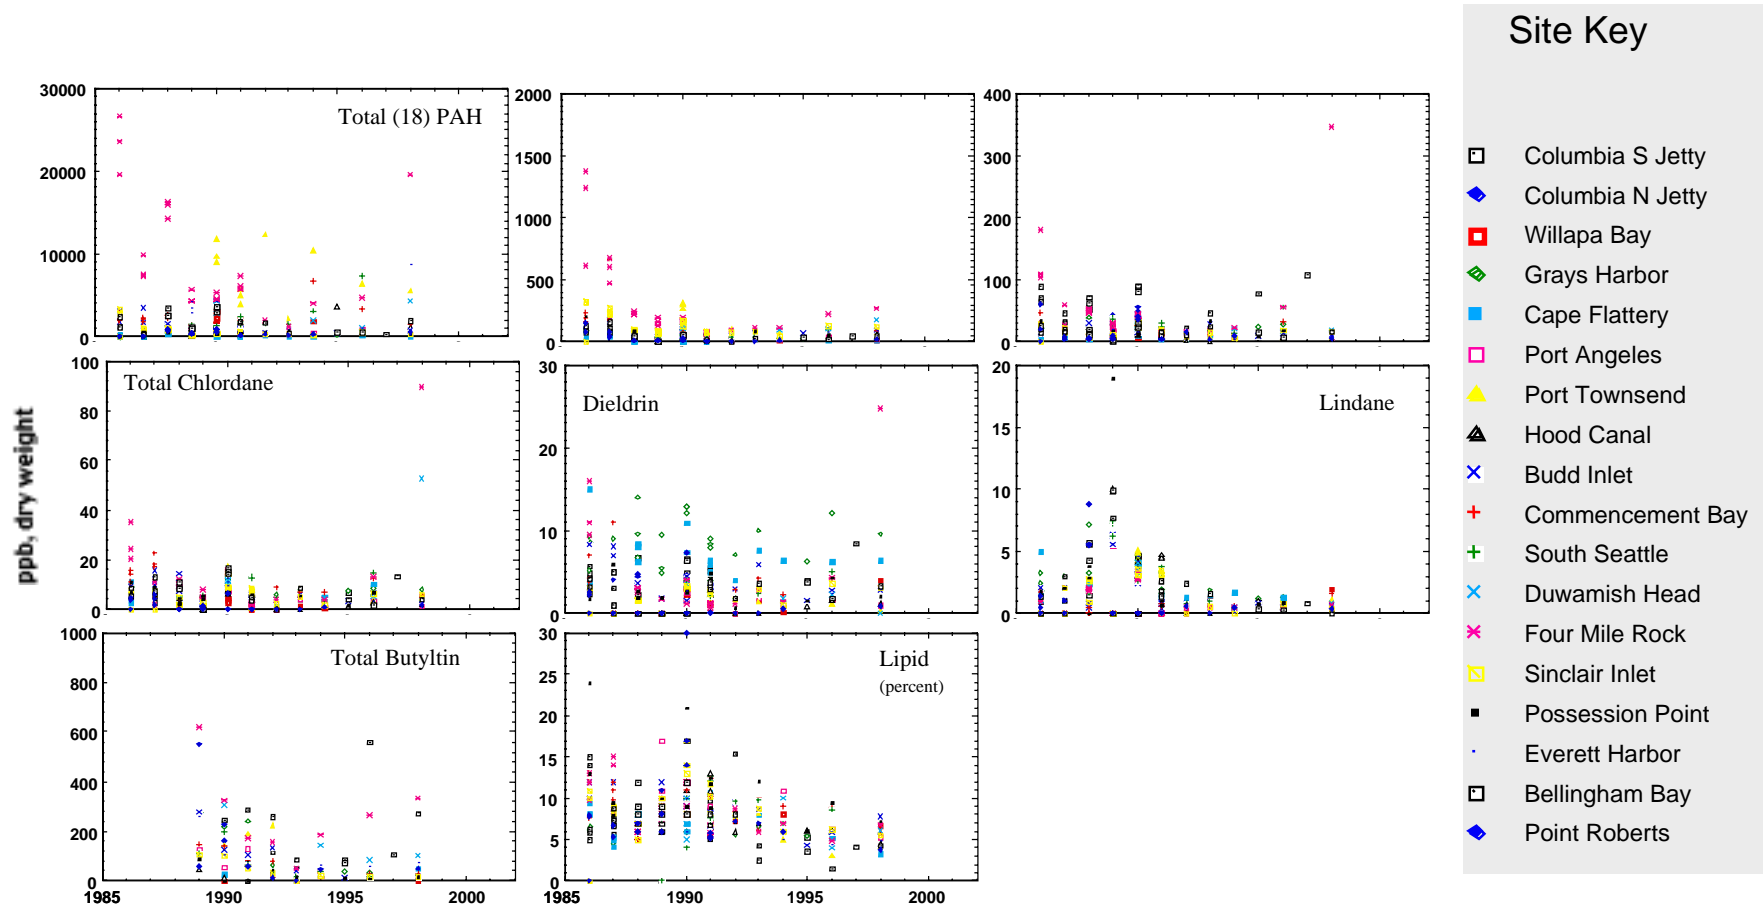 Site Key
30000
20000
10000
0
Total (18) PAH
2000
1500
1000
500
0
400
300
200
100
0
100
80
60
40
20
0
Total Chlordane
30
20
10
0
Dieldrin
20
15
10
5
0
Lindane
ppb, dry weight
1000
800
600
400
200
0
Total Butyltin
1985
1990
1995
2000
30
25
20
15
10
5
0
Lipid
(percent)
1985
1990
1995
2000
Columbia S Jetty
Columbia N Jetty
Willapa Bay
Grays Harbor
Cape Flattery
Port Angeles
Port Townsend
Hood Canal
Budd Inlet
Commencement Bay
South Seattle
Duwamish Head
Four Mile Rock
Sinclair Inlet
Possession Point
Everett Harbor
Bellingham Bay
Point Roberts